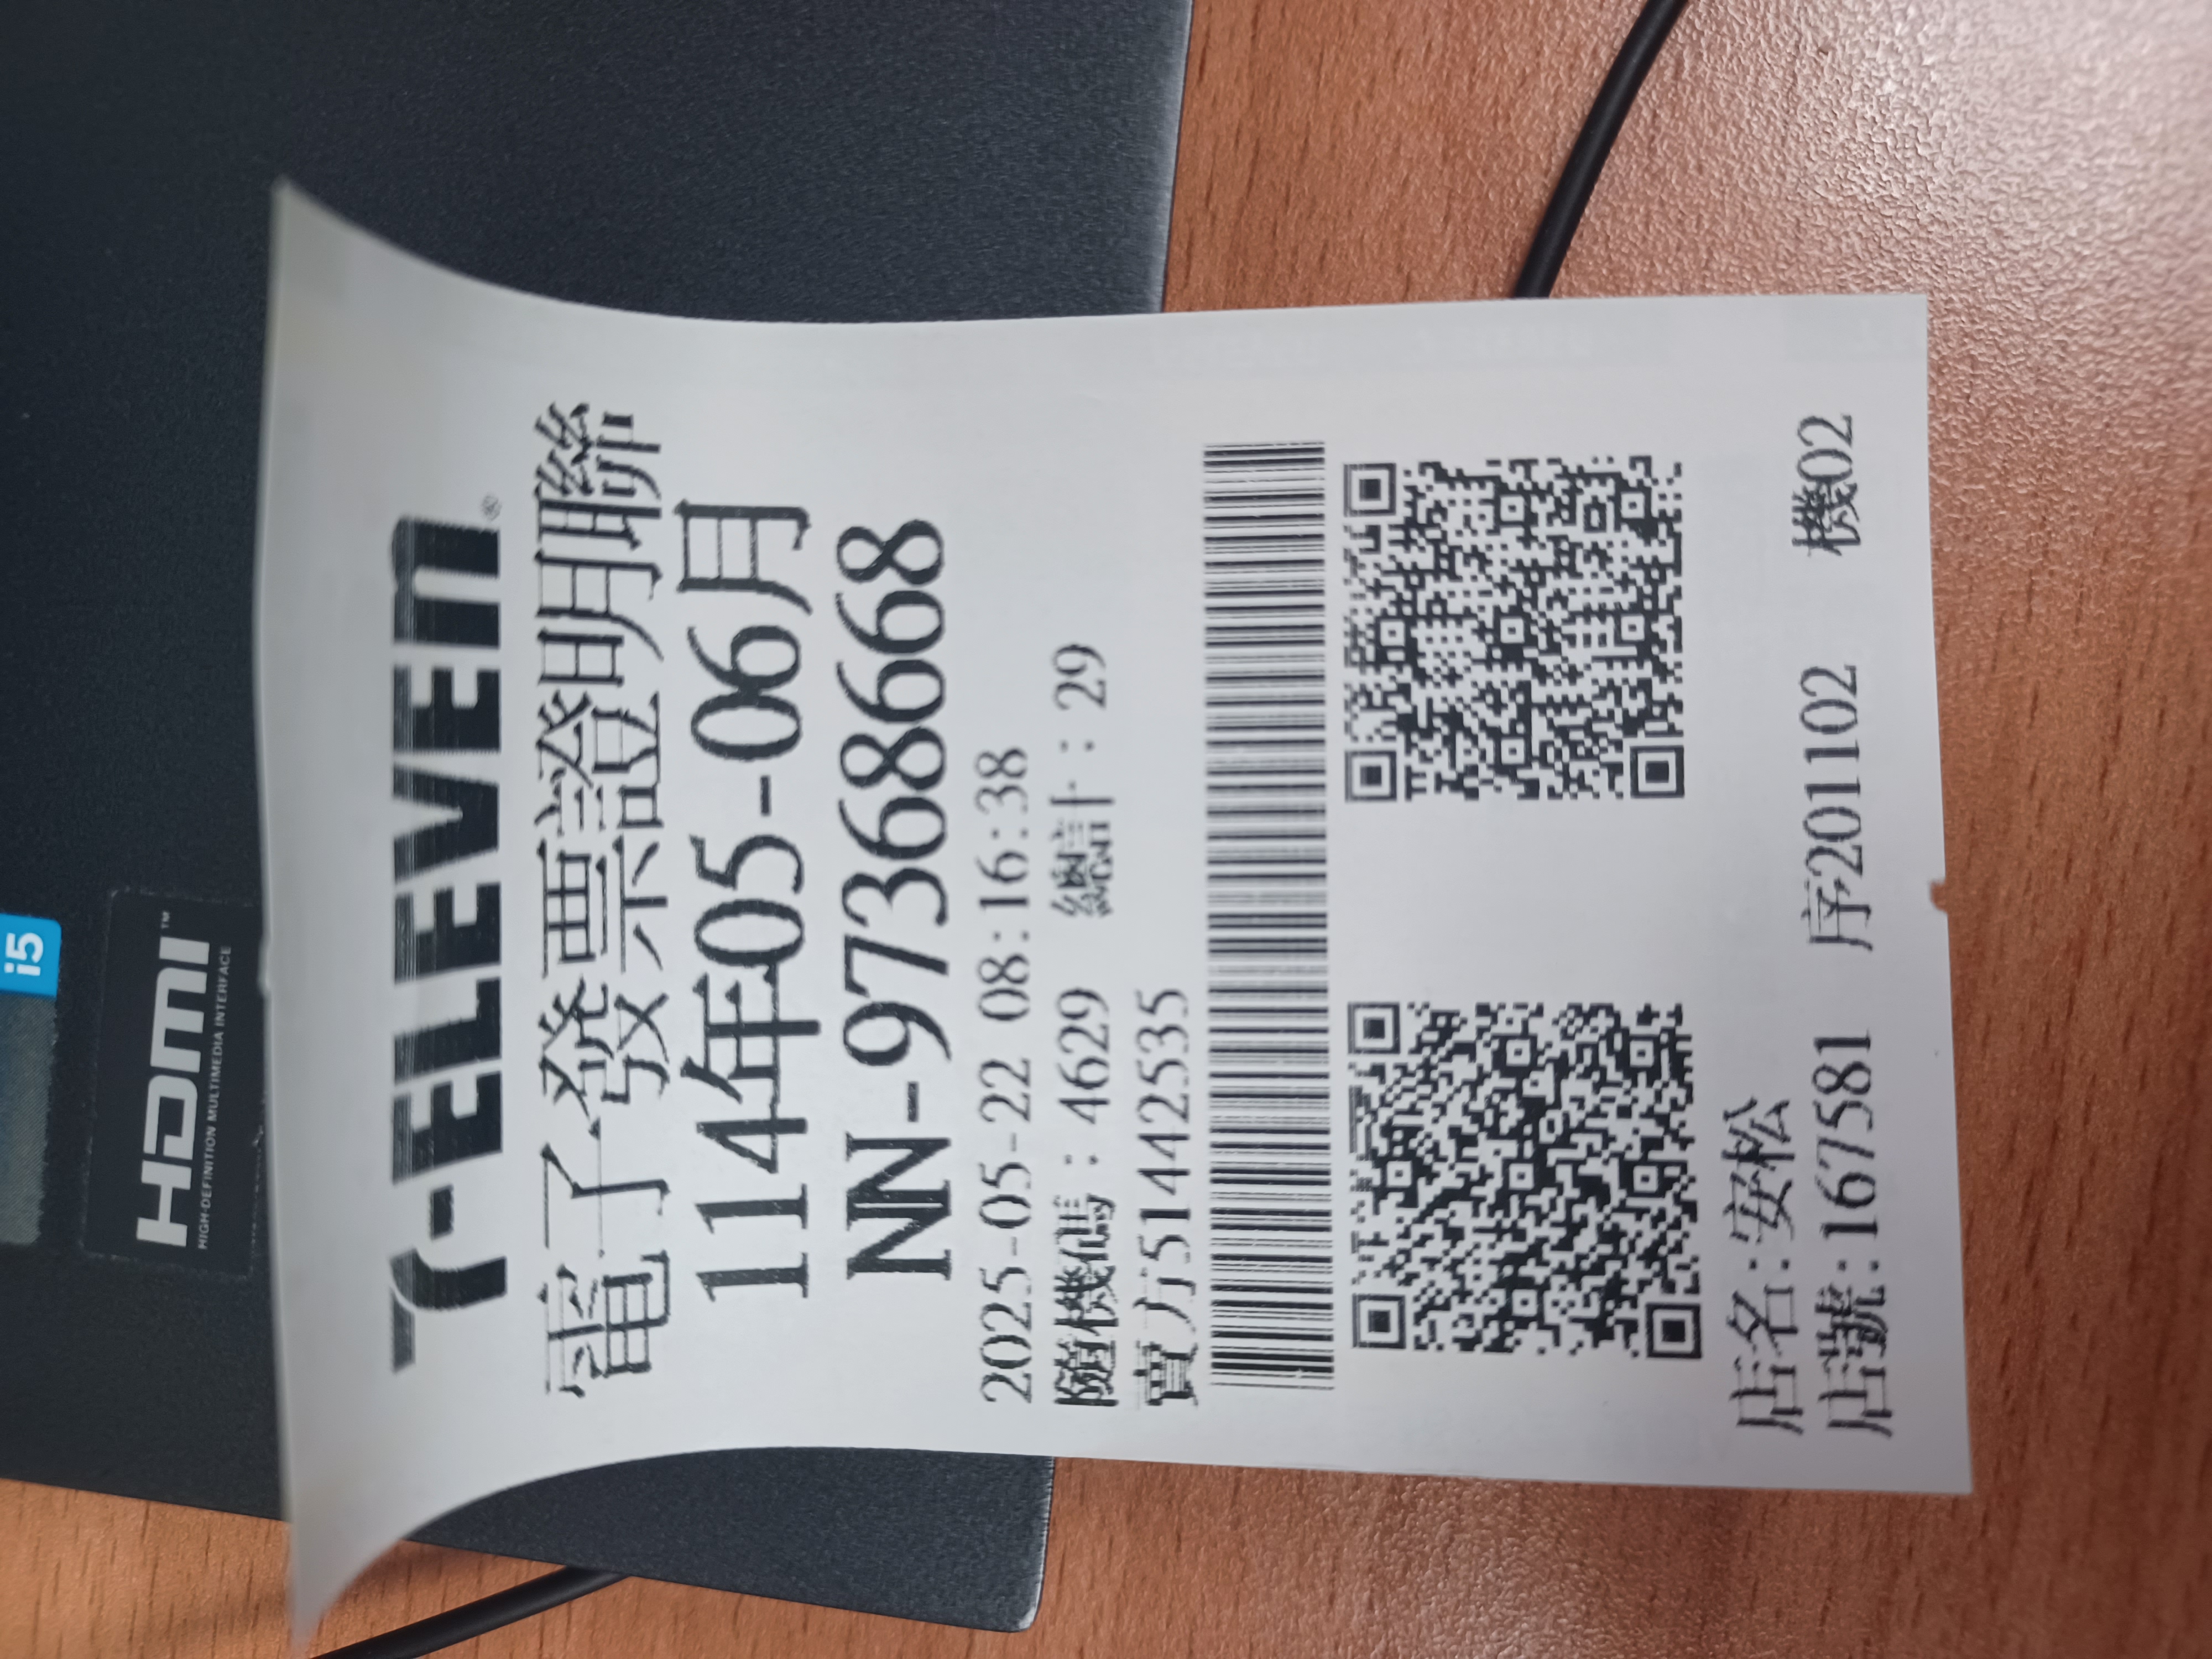 i5
HDMI™
HIGH-DEFINITION MULTIMEDIA INTERFACE
7-ELEVEn®
電子發票證明聯
114年05-06月
NN-97368668
2025-05-22 08:16:38
隨機碼：4629 總計：29
賣方51442535
店名:安松
店號:167581 序201102 機02